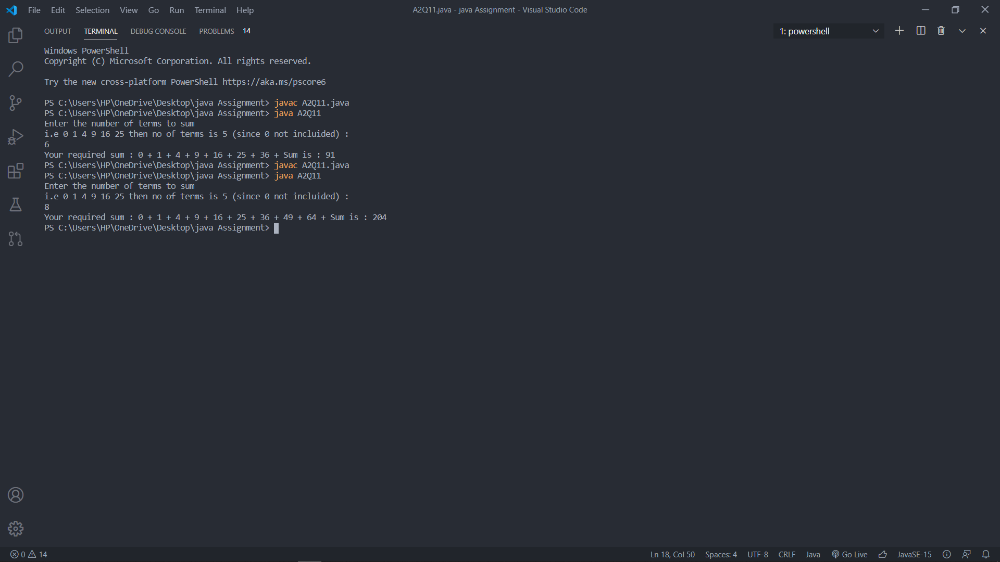 File Edit Selection View Go Run Terminal Help
A2Q11.java - java Assignment - Visual Studio Code
OUTPUT TERMINAL DEBUG CONSOLE PROBLEMS 14
1: powershell
Windows PowerShell
Copyright (C) Microsoft Corporation. All rights reserved.
Try the new cross-platform PowerShell https://aka.ms/pscore6
PS C:\Users\HP\OneDrive\Desktop\java Assignment> javac A2Q11.java
PS C:\Users\HP\OneDrive\Desktop\java Assignment> java A2Q11
Enter the number of terms to sum
i.e 0 1 4 9 16 25 then no of terms is 5 (since 0 not incluided) :
6
Your required sum : 0 + 1 + 4 + 9 + 16 + 25 + 36 + Sum is : 91
PS C:\Users\HP\OneDrive\Desktop\java Assignment> javac A2Q11.java
PS C:\Users\HP\OneDrive\Desktop\java Assignment> java A2Q11
Enter the number of terms to sum
i.e 0 1 4 9 16 25 then no of terms is 5 (since 0 not incluided) :
8
Your required sum : 0 + 1 + 4 + 9 + 16 + 25 + 36 + 49 + 64 + Sum is : 204
PS C:\Users\HP\OneDrive\Desktop\java Assignment>
0 14
Ln 18, Col 50 Spaces: 4 UTF-8 CRLF Java Go Live JavaSE-15